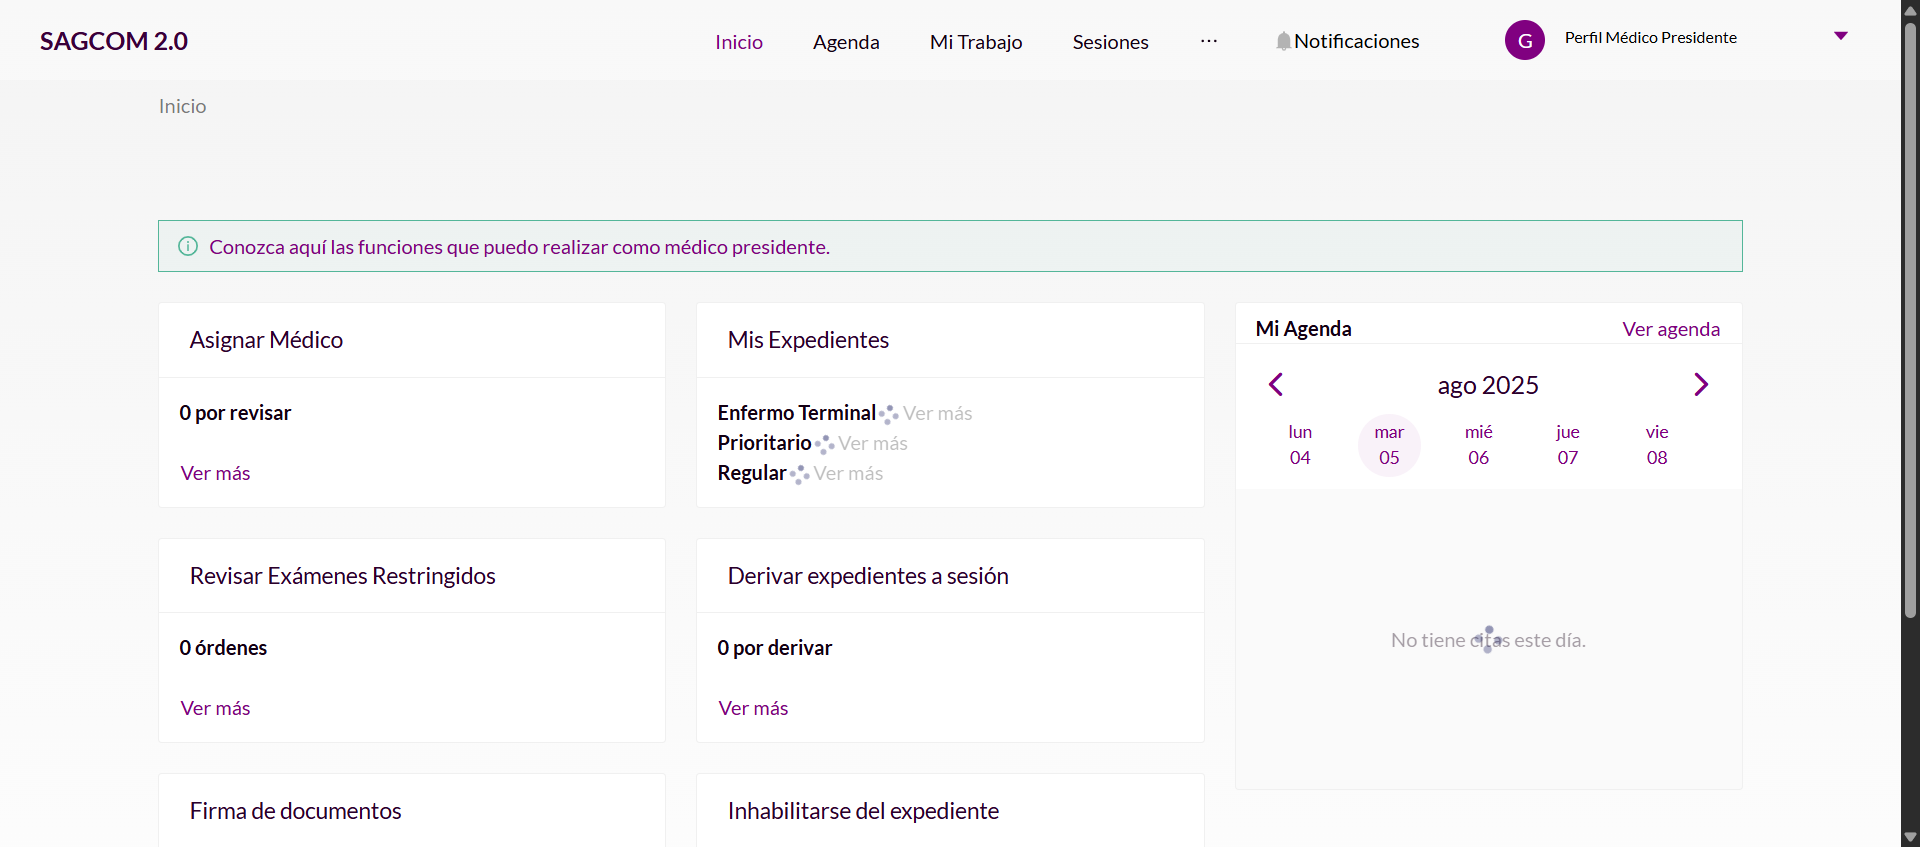 SAGCOM 2.0
Inicio
Agenda
Mi Trabajo
Sesiones
···
Notificaciones
G
Perfil Médico Presidente
Inicio
Conozca aquí las funciones que puedo realizar como médico presidente.
Asignar Médico
0 por revisar
Ver más
Mis Expedientes
Enfermo Terminal Ver más
Prioritario Ver más
Regular Ver más
Mi Agenda
Ver agenda
ago 2025
lun mar mié jue vie
04 05 06 07 08
No tiene citas este día.
Revisar Exámenes Restringidos
0 órdenes
Ver más
Derivar expedientes a sesión
0 por derivar
Ver más
Firma de documentos
Inhabilitarse del expediente